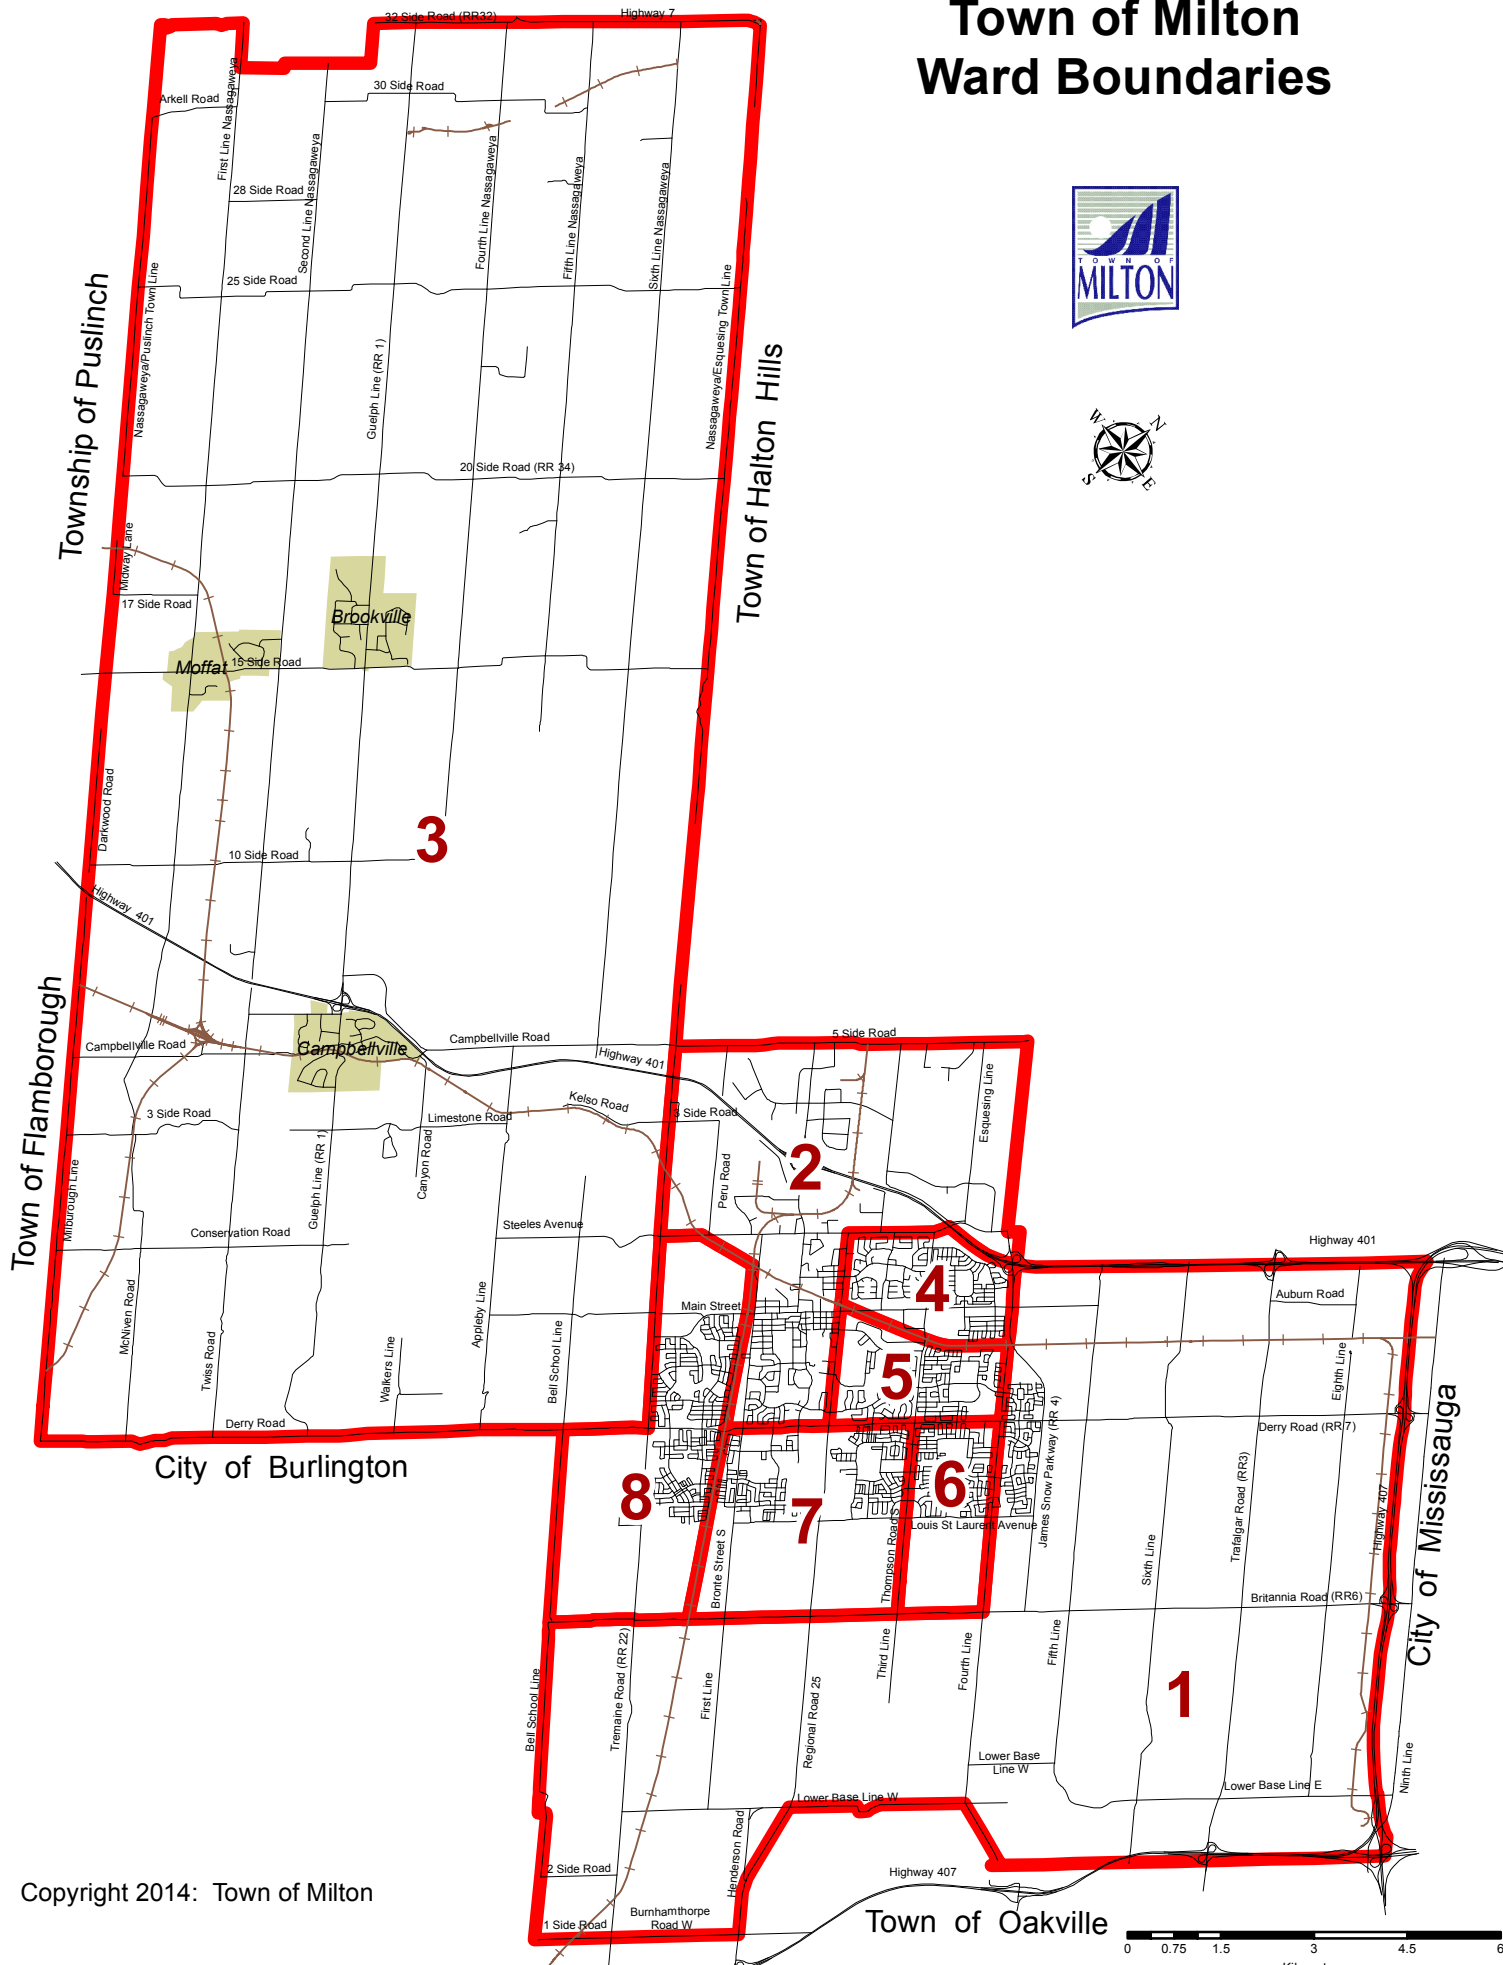 Town of Milton
Ward Boundaries
32 Side Road (RR32)
Highway 7
Arkell Road
30 Side Road
First Line Nassagaweya
Second Line Nassagaweya
28 Side Road
Fourth Line Nassagaweya
Fifth Line Nassagaweya
Sixth Line Nassagaweya
TOWN OF
MILTON
25 Side Road
Nassagaweya/Puslinch Town Line
Nassagaweya/Esquesing Town Line
Township of Puslinch
Guelph Line (RR 1)
Town of Halton Hills
W
N
S
E
20 Side Road (RR 34)
Midway Lane
17 Side Road
Brookville
Moffat
15 Side Road
Darkwood Road
3
10 Side Road
Highway 401
Town of Flamborough
Campbellville Road
Campbellville
Campbellville Road
Highway 401
5 Side Road
Kelso Road
3 Side Road
Limestone Road
3 Side Road
Esquesing Line
Milburough Line
Guelph Line (RR 1)
Canyon Road
Peru Road
2
Conservation Road
Steeles Avenue
Highway 401
McNiven Road
Twiss Road
Walkers Line
Appleby Line
Bell School Line
Main Street
4
Auburn Road
5
Eighth Line
Derry Road
Derry Road (RR 7)
City of Burlington
City of Mississauga
8
7
6
Bronte Street S
Thompson Road S
Louis St Laurent Avenue
James Snow Parkway (RR 4)
Sixth Line
Trafalgar Road (RR3)
Highway 407
Britannia Road (RR6)
Bell School Line
Tremaine Road (RR 22)
First Line
Regional Road 25
Third Line
Fourth Line
Fifth Line
1
Lower Base
Line W
Lower Base Line E
Ninth Line
Lower Base Line W
Henderson Road
2 Side Road
Highway 407
Copyright 2014: Town of Milton
1 Side Road
Burnhamthorpe
Road W
Town of Oakville
0 0.75 1.5 3 4.5 6